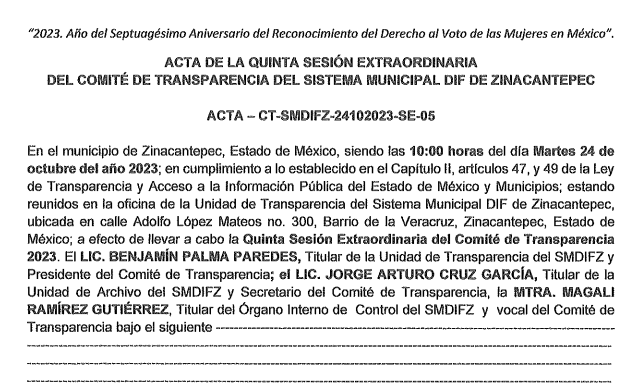 “2023. Año del Septuagésimo Aniversario del Reconocimiento del Derecho al Voto de las Mujeres en México”.
ACTA DE LA QUINTA SESIÓN EXTRAORDINARIA
DEL COMITÉ DE TRANSPARENCIA DEL SISTEMA MUNICIPAL DIF DE ZINACANTEPEC
ACTA – CT-SMDIFZ-24102023-SE-05
En el municipio de Zinacantepec, Estado de México, siendo las 10:00 horas del día Martes 24 de
octubre del año 2023; en cumplimiento a lo establecido en el Capítulo II, artículos 47, y 49 de la Ley
de Transparencia y Acceso a la Información Pública del Estado de México y Municipios; estando
reunidos en la oficina de la Unidad de Transparencia del Sistema Municipal DIF de Zinacantepec,
ubicada en calle Adolfo López Mateos no. 300, Barrio de la Veracruz, Zinacantepec, Estado de
México; a efecto de llevar a cabo la Quinta Sesión Extraordinaria del Comité de Transparencia
2023. El LIC. BENJAMÍN PALMA PAREDES, Titular de la Unidad de Transparencia del SMDIFZ y
Presidente del Comité de Transparencia; el LIC. JORGE ARTURO CRUZ GARCÍA, Titular de la
Unidad de Archivo del SMDIFZ y Secretario del Comité de Transparencia, la MTRA. MAGALI
RAMÍREZ GUTIÉRREZ, Titular del Órgano Interno de Control del SMDIFZ y vocal del Comité de
Transparencia bajo el siguiente ---